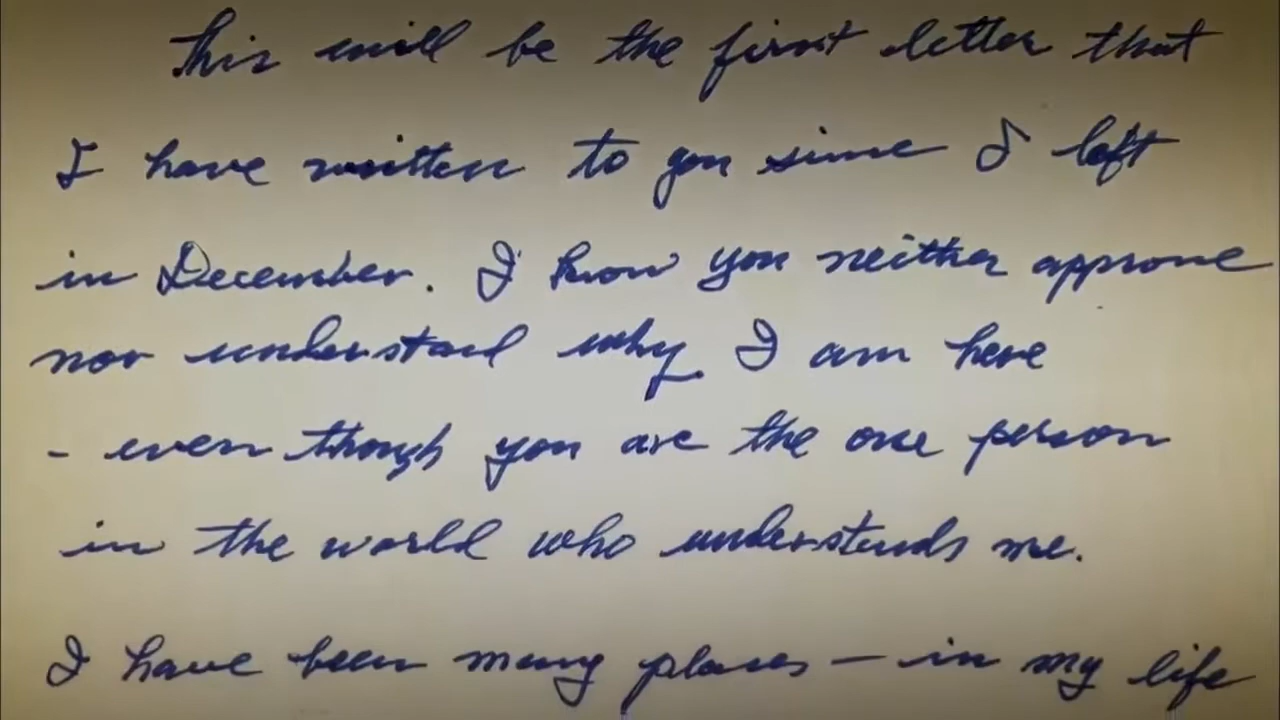 This will be the first letter that
I have written to you since I left
in December. I know you neither approve
nor understand why I am here
- even though you are the one person
in the world who understands me.
I have been many places – in my life